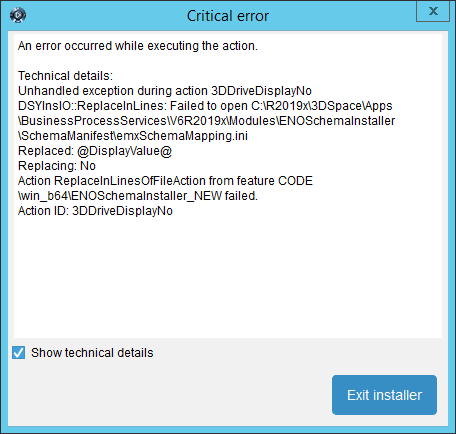 Critical error
x
An error occurred while executing the action.
Technical details:
Unhandled exception during action 3DDriveDisplayNo
DSYInsIO::ReplaceInLines: Failed to open C:\R2019x\3DSpace\Apps
\BusinessProcessServices\V6R2019x\Modules\ENOSchemaInstaller
\SchemaManifest\emxSchemaMapping.ini
Replaced: @DisplayValue@
Replacing: No
Action ReplaceInLinesOfFileAction from feature CODE
\win_b64\ENOSchemaInstaller_NEW failed.
Action ID: 3DDriveDisplayNo
Show technical details
Exit installer